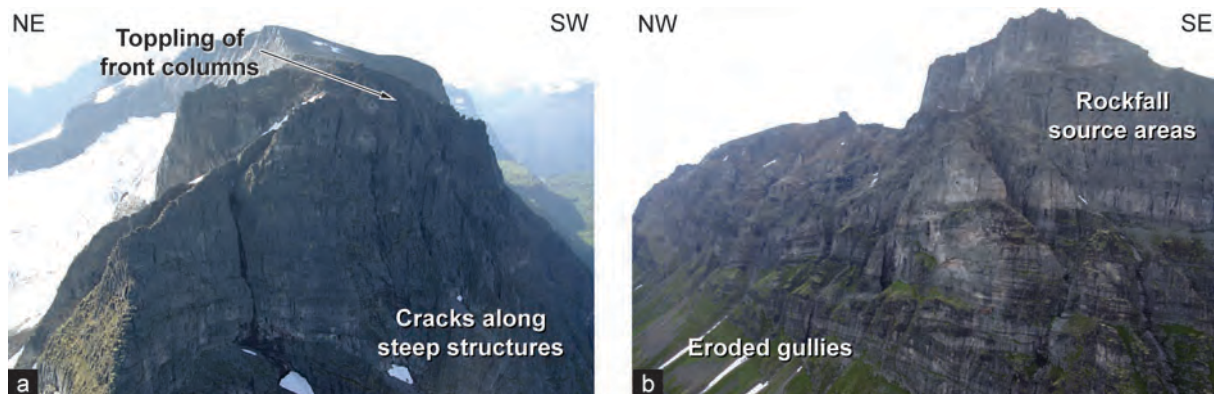 NE
SW
Toppling of
front columns
Cracks along
steep structures
a
NW
SE
Rockfall
source areas
Eroded gullies
b